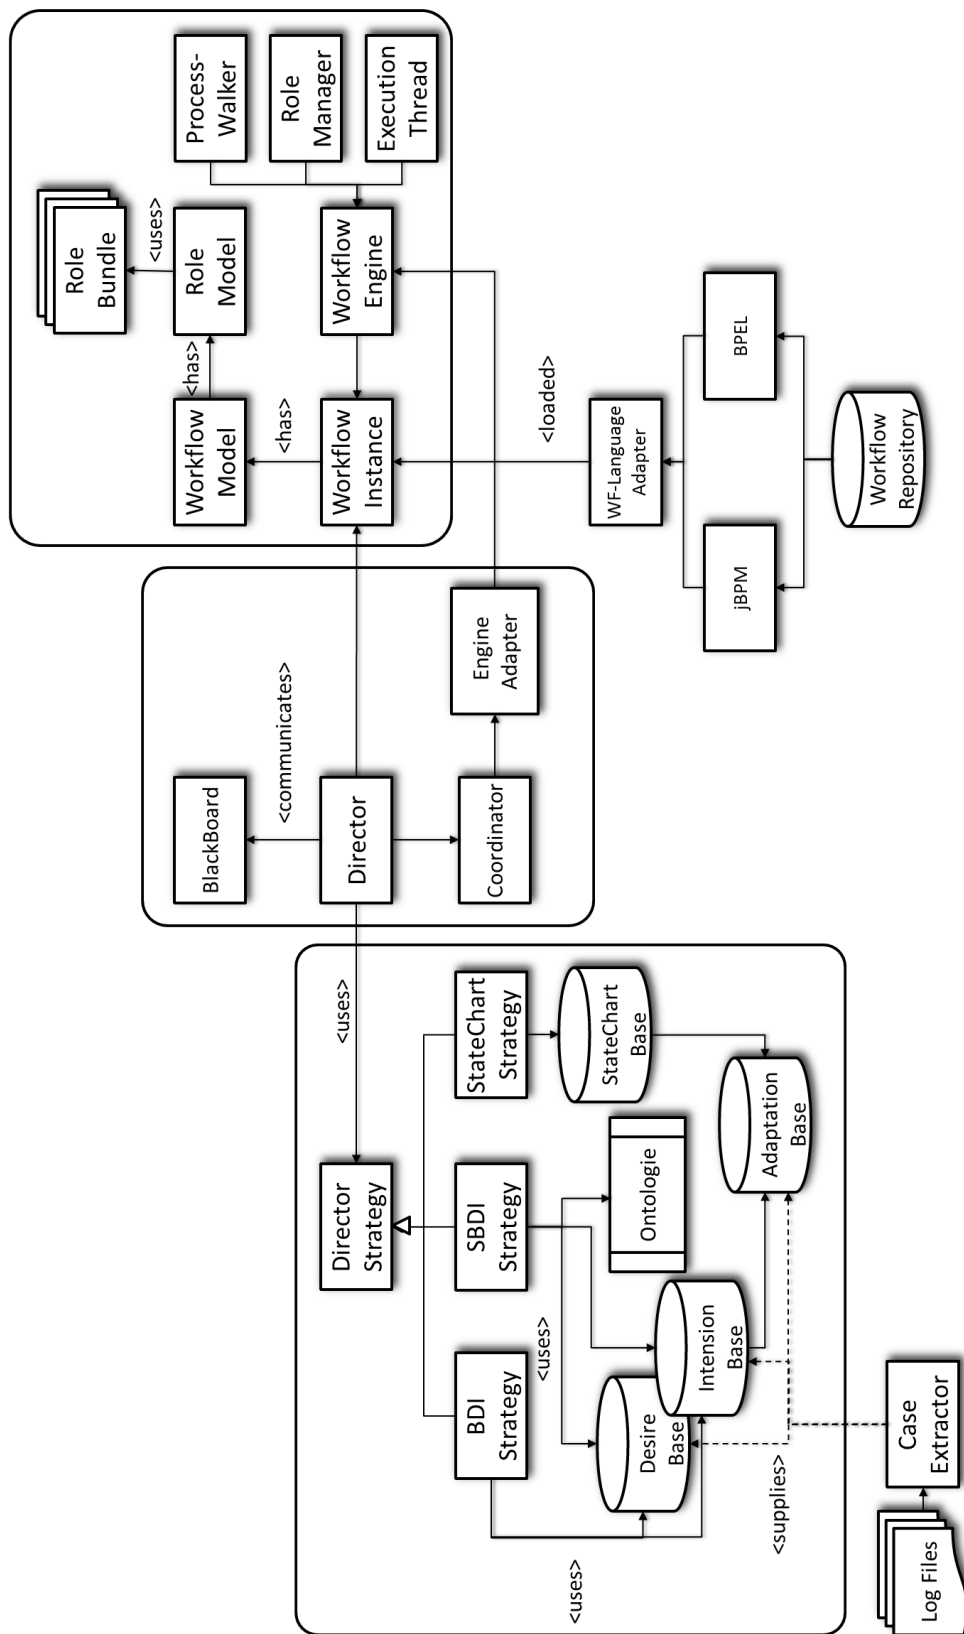 Log Files
Case
Extractor
<supplies>
<uses>
BDI
Strategy
Desire
Base
Intension
Base
<uses>
Director
Strategy
SBDI
Strategy
Ontologie
Adaptation
Base
StateChart
Strategy
StateChart
Base
<uses>
BlackBoard
Director
Coordinator
<communicates>
Engine
Adapter
Workflow
Model
<has>
Workflow
Instance
<has>
Role
Bundle
<uses>
Role
Model
Workflow
Engine
Process-
Walker
Role
Manager
Execution
Thread
<loaded>
WF-Language
Adapter
jBPM
BPEL
Workflow
Repository